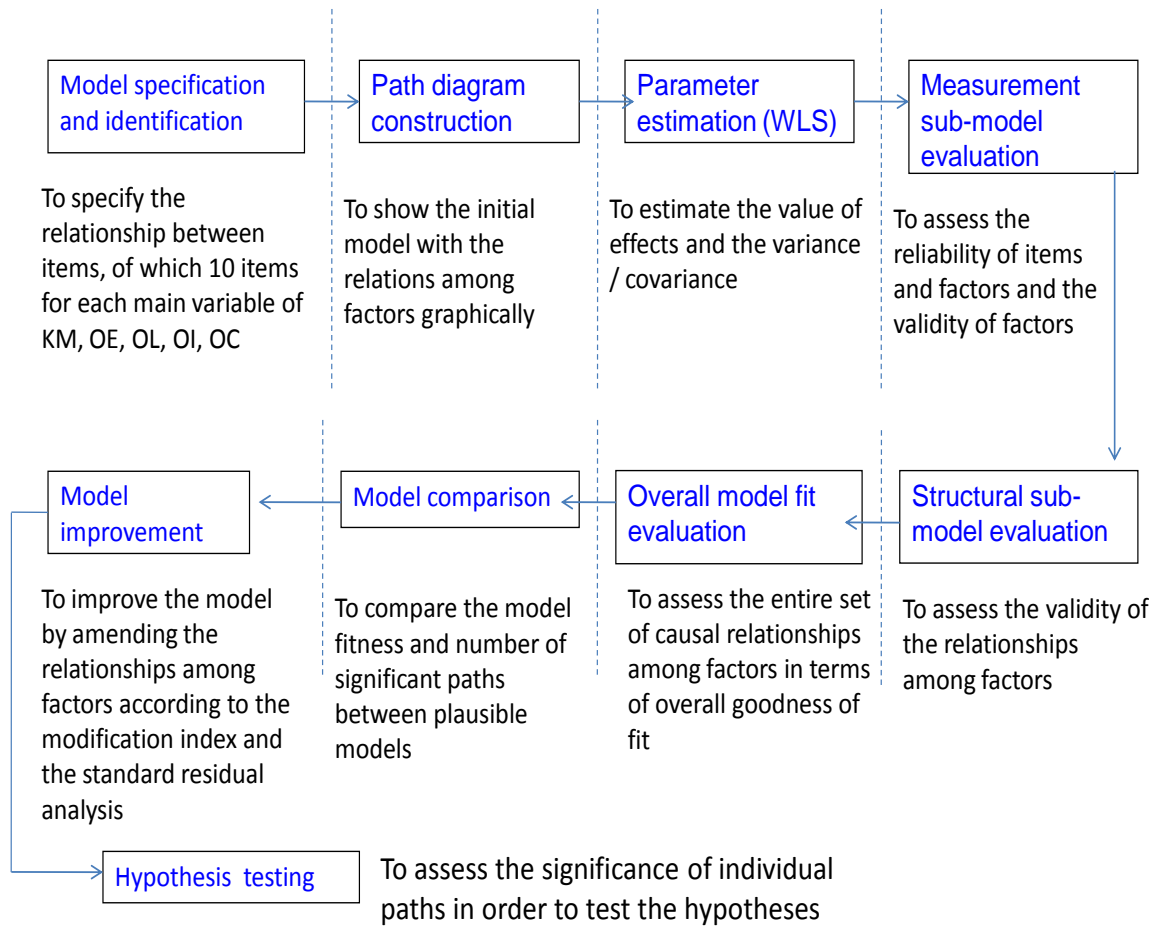 Model specification
and identification
To specify the
relationship between
items, of which 10 items
for each main variable of
KM, OE, OL, OI, OC
Path diagram
construction
To show the initial
model with the
relations among
factors graphically
Parameter
estimation (WLS)
To estimate the value of
effects and the variance
/ covariance
Measurement
sub-model
evaluation
To assess the
reliability of items
and factors and the
validity of factors
Structural sub-
model evaluation
To assess the validity of
the relationships
among factors
Overall model fit
evaluation
To assess the entire set
of causal relationships
among factors in terms
of overall goodness of
fit
Model comparison
To compare the model
fitness and number of
significant paths
between plausible
models
Model
improvement
To improve the model
by amending the
relationships among
factors according to the
modification index and
the standard residual
analysis
Hypothesis testing
To assess the significance of individual
paths in order to test the hypotheses